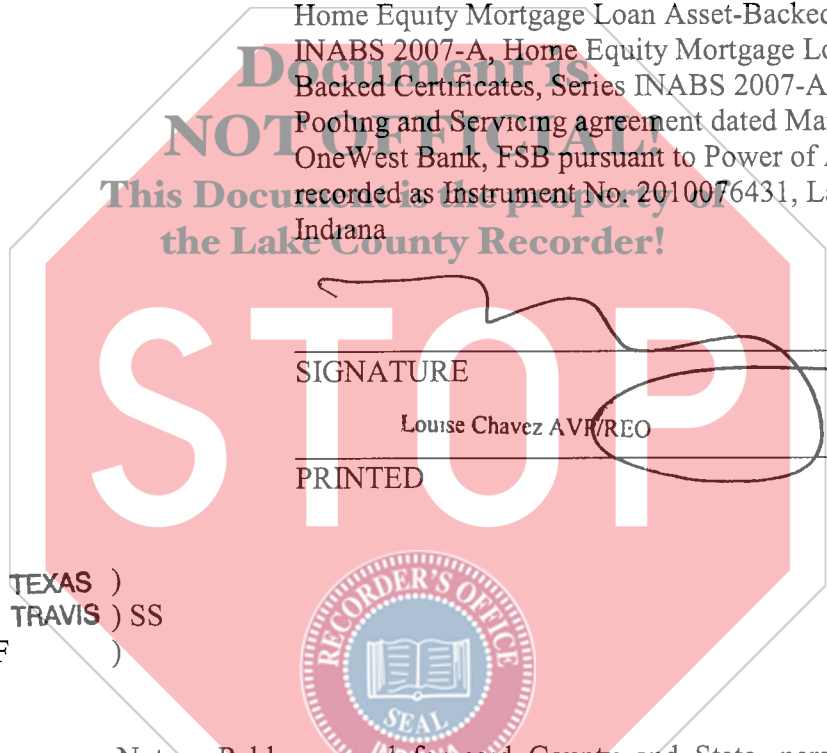 Home Equity Mortgage Loan Asset-Backed
INABS 2007-A, Home Equity Mortgage Lo
Backed Certificates, Series INABS 2007-A
Pooling and Servicing agreement dated Ma
OneWest Bank, FSB pursuant to Power of A
recorded as Instrument No. 2010076431, La
Indiana
Document is
NOT OFFICIAL!
This Document is the property of
the Lake County Recorder!
STOP
SIGNATURE
Louise Chavez AVP/REO
PRINTED
TEXAS )
TRAVIS ) SS
F )
RECORDER'S OFFICE
SEAL
County and State